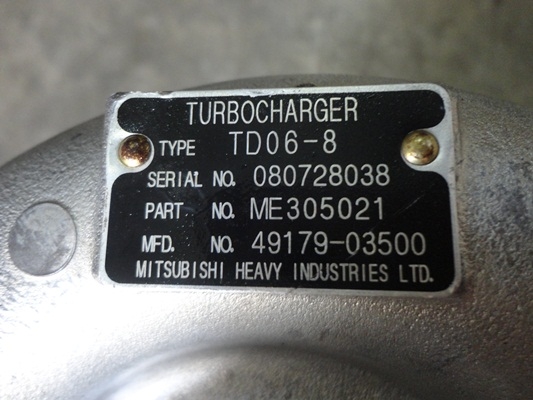 TURBOCHARGER
TYPE TD06-8
SERIAL NO. 080728038
PART NO. ME305021
MFD. NO. 49179-03500
MITSUBISHI HEAVY INDUSTRIES LTD.